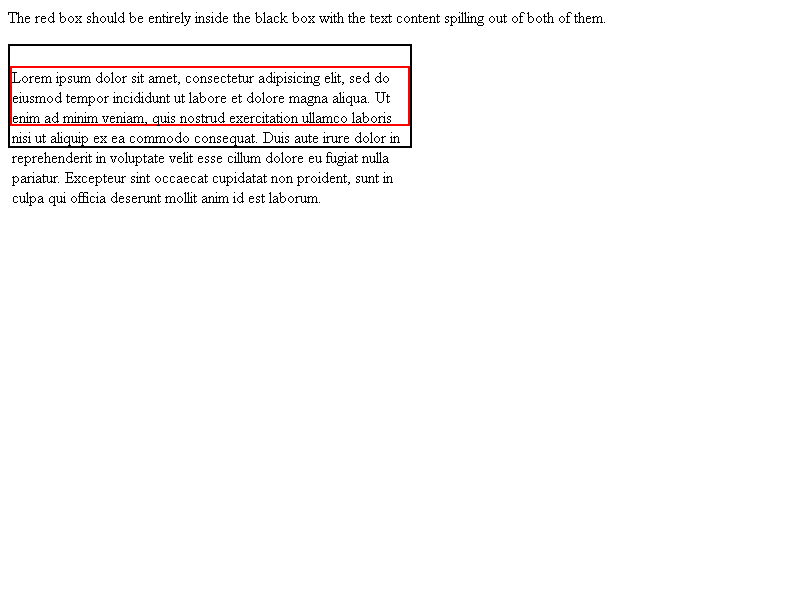 The red box should be entirely inside the black box with the text content spilling out of both of them.
Lorem ipsum dolor sit amet, consectetur adipisicing elit, sed do
eiusmod tempor incididunt ut labore et dolore magna aliqua. Ut
enim ad minim veniam, quis nostrud exercitation ullamco laboris
nisi ut aliquip ex ea commodo consequat. Duis aute irure dolor in
reprehenderit in voluptate velit esse cillum dolore eu fugiat nulla
pariatur. Excepteur sint occaecat cupidatat non proident, sunt in
culpa qui officia deserunt mollit anim id est laborum.